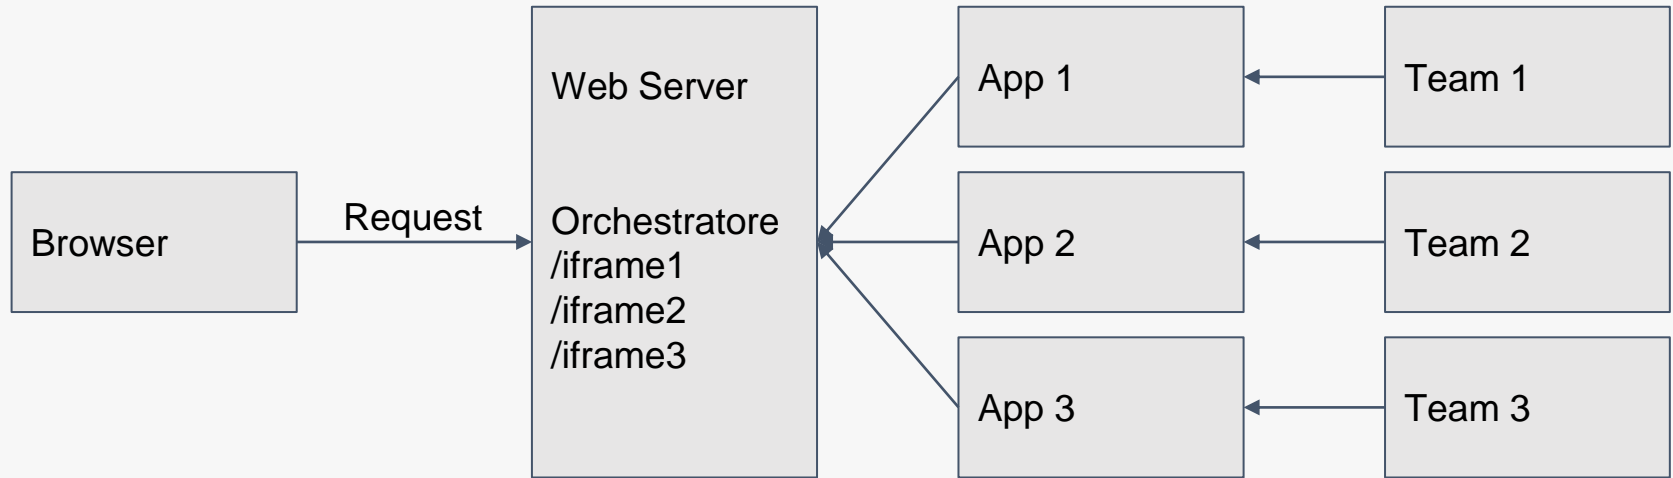 Browser
Request
Web Server
Orchestratore
/iframe1
/iframe2
/iframe3
App 1
Team 1
App 2
Team 2
App 3
Team 3